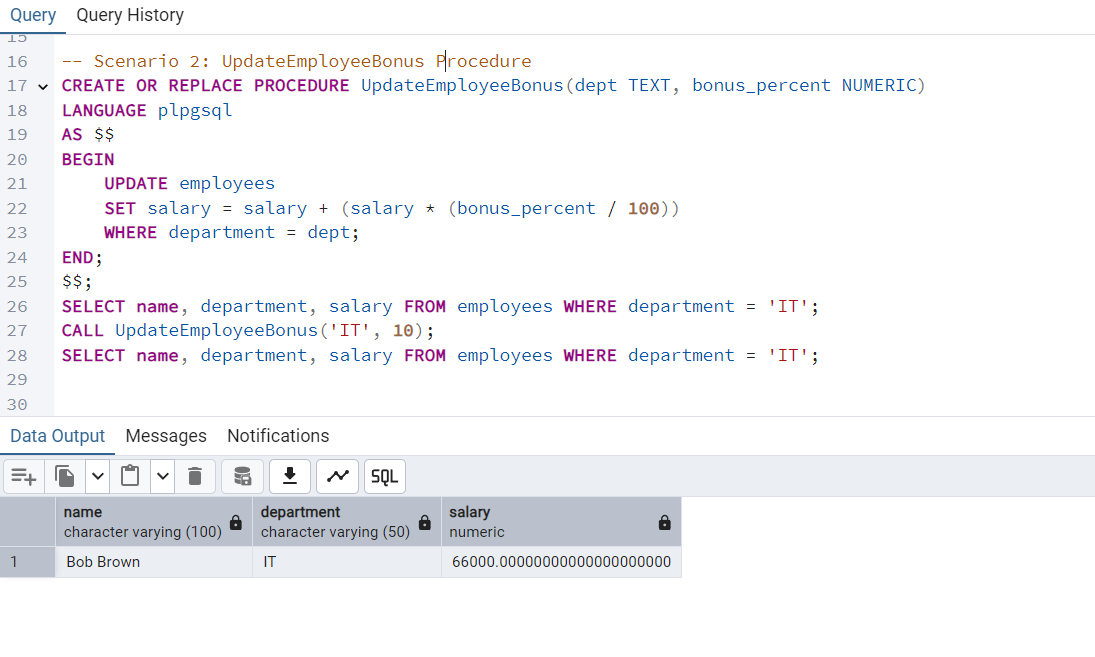 Query Query History
15
16 -- Scenario 2: UpdateEmployeeBonus Procedure
17 CREATE OR REPLACE PROCEDURE UpdateEmployeeBonus(dept TEXT, bonus_percent NUMERIC)
18 LANGUAGE plpgsql
19 AS $$
20 BEGIN
21     UPDATE employees
22     SET salary = salary + (salary * (bonus_percent / 100))
23     WHERE department = dept;
24 END;
25 $$;
26 SELECT name, department, salary FROM employees WHERE department = 'IT';
27 CALL UpdateEmployeeBonus('IT', 10);
28 SELECT name, department, salary FROM employees WHERE department = 'IT';
29
30
Data Output Messages Notifications
SQL
name department salary
character varying (100) character varying (50) numeric
1 Bob Brown IT 66000.00000000000000000000